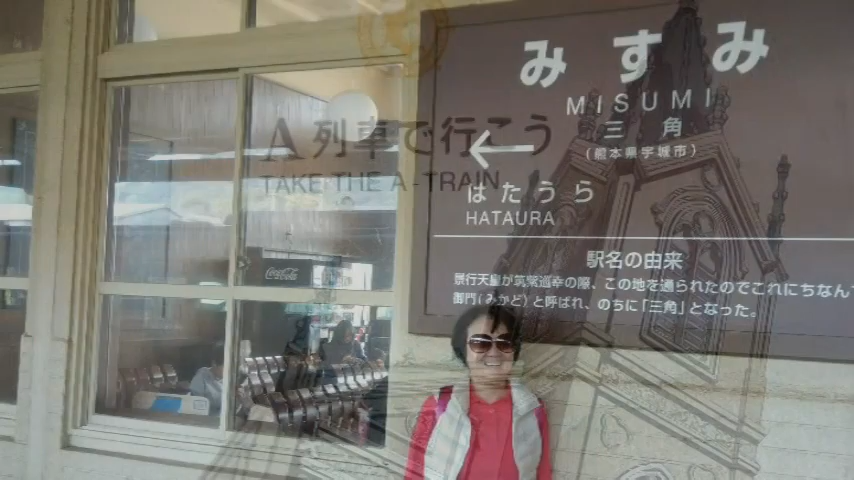 みすみ
MISUMI
三角
(熊本県宇城市)
←
はたうら
HATAURA
駅名の由来
景行天皇が筑紫巡幸の際、この地を通られたのでこれにちなんで
御門(みかど)と呼ばれ、のちに「三角」となった。
A列車で行こう
TAKE THE A-TRAIN
Coca-Cola